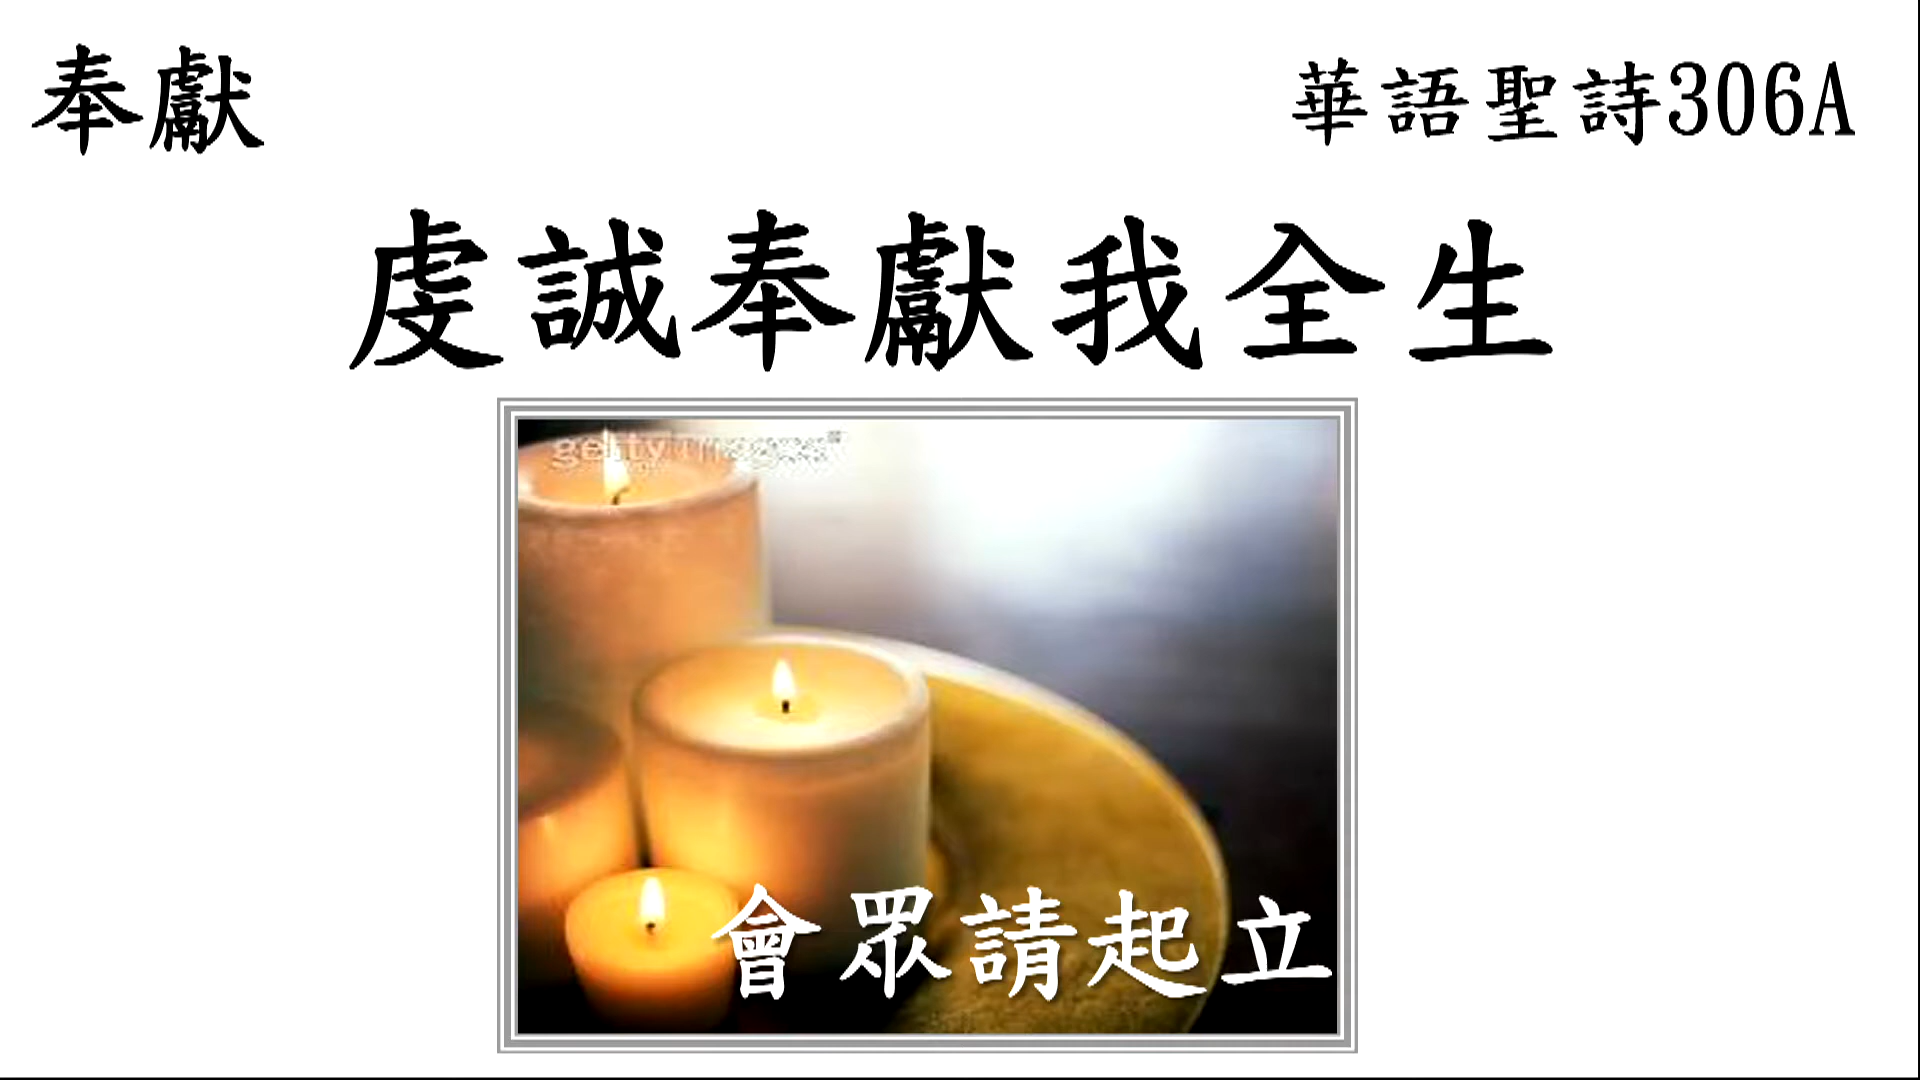 奉獻
華語聖詩306A
虔誠奉獻我全生
gettyimages
會眾請起立